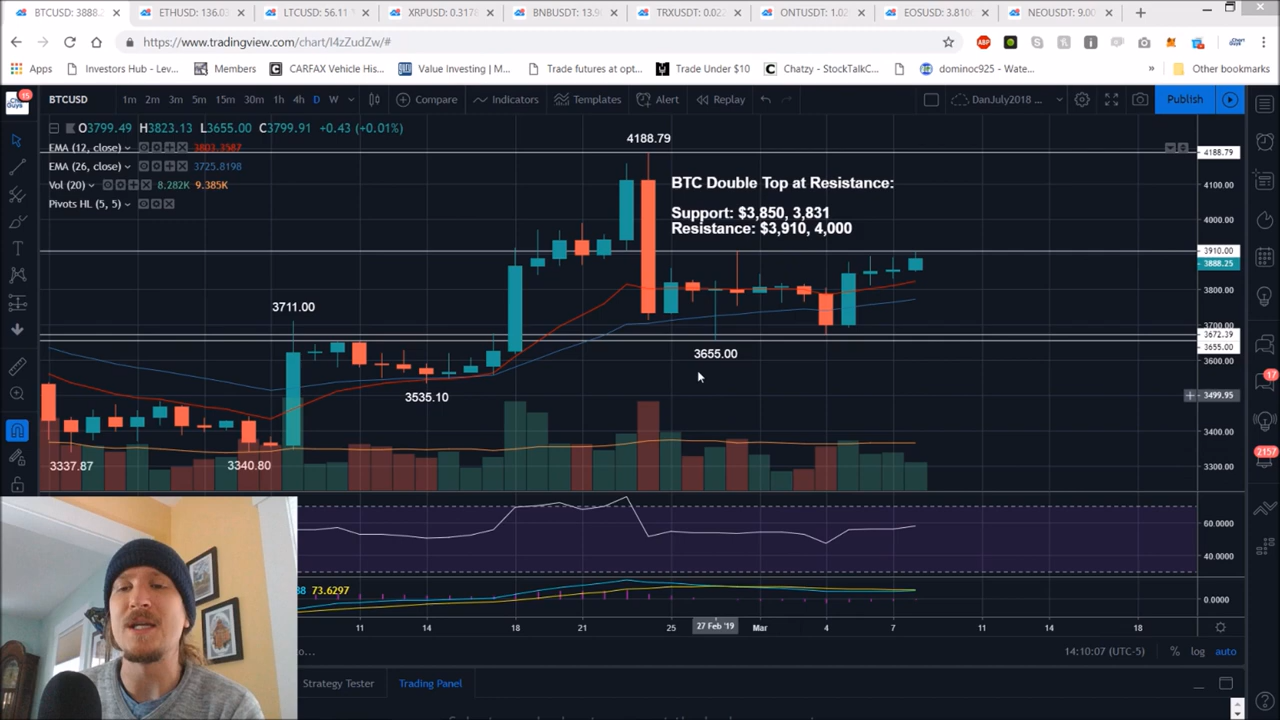 BTCUSD: 3888.2
ETHUSD: 136.03
LTCUSD: 56.11
XRPUSD: 0.3178
BNBUSDT: 13.9
TRXUSDT: 0.02
ONTUSDT: 1.02
EOSUSD: 3.8106
NEOUSDT: 9.00
https://www.tradingview.com/chart/I4zZudZw/#
ABP
Apps
Investors Hub - Lev...
Members
CARFAX Vehicle His...
Value Investing | M...
Trade futures at opt...
Trade Under $10
Chatzy - StockTalkC...
dominoc925 - Wate...
»
Other bookmarks
15
BTCUSD 1m 2m 3m 5m 15m 30m 1h 4h D W Compare Indicators Templates Alert Replay DanJuly2018 ... Publish
O3799.49 H3823.13 L3655.00 C3799.91 +0.43 (+0.01%)
EMA (12, close) 3803.3587
EMA (26, close) 3725.8198
Vol (20) 8.282K 9.385K
Pivots HL (5, 5)
4188.79
BTC Double Top at Resistance:
Support: $3,850, 3,831
Resistance: $3,910, 4,000
3711.00
3655.00
3535.10
3337.87
3340.80
4188.79
4100.00
4000.00
3910.00
3888.25
3800.00
3700.00
3672.39
3655.00
3600.00
3499.95
3400.00
3300.00
60.0000
40.0000
0.0000
73.6297
17
2157
11 14 18 21 25 27 Feb '19 Mar 4 7 11 14 18
14:10:07 (UTC-5) % log auto
Strategy Tester Trading Panel